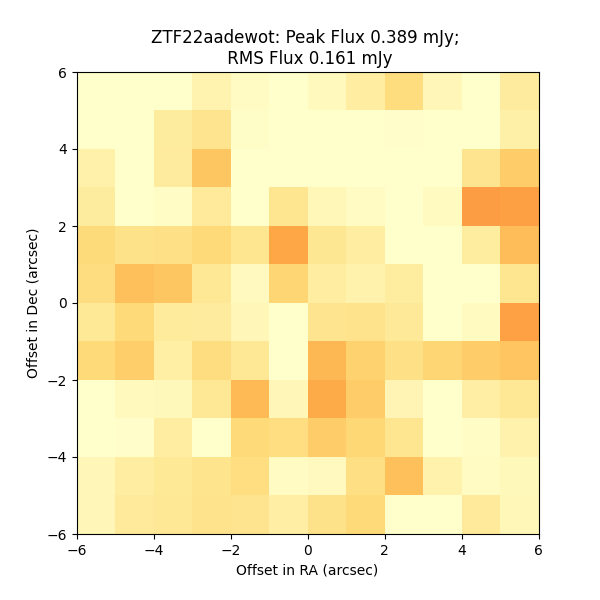 ZTF22aadewot: Peak Flux 0.389 mJy;
RMS Flux 0.161 mJy
6
4
2
0
−2
−4
−6
Offset in Dec (arcsec)
−6 −4 −2 0 2 4 6
Offset in RA (arcsec)